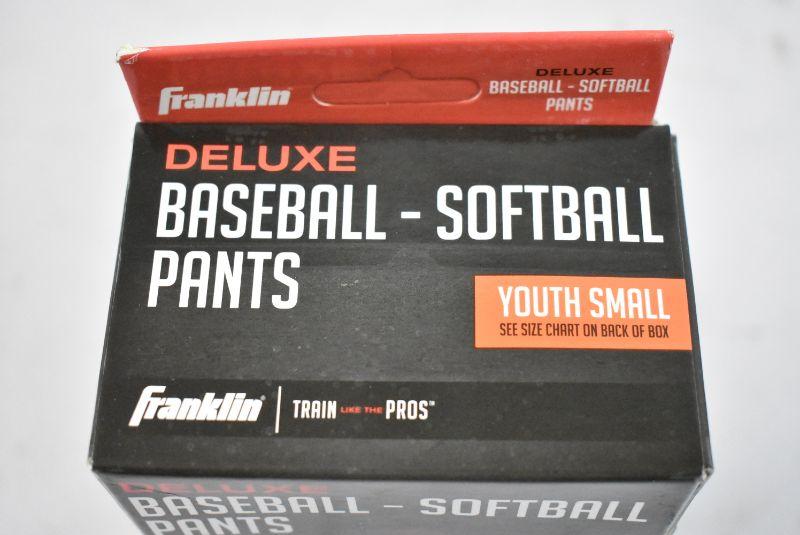 Franklin
DELUXE
BASEBALL - SOFTBALL
PANTS
DELUXE
BASEBALL - SOFTBALL
PANTS
YOUTH SMALL
SEE SIZE CHART ON BACK OF BOX
Franklin
TRAIN LIKE THE PROS™
DELUXE
BASEBALL - SOFTBALL
PANTS